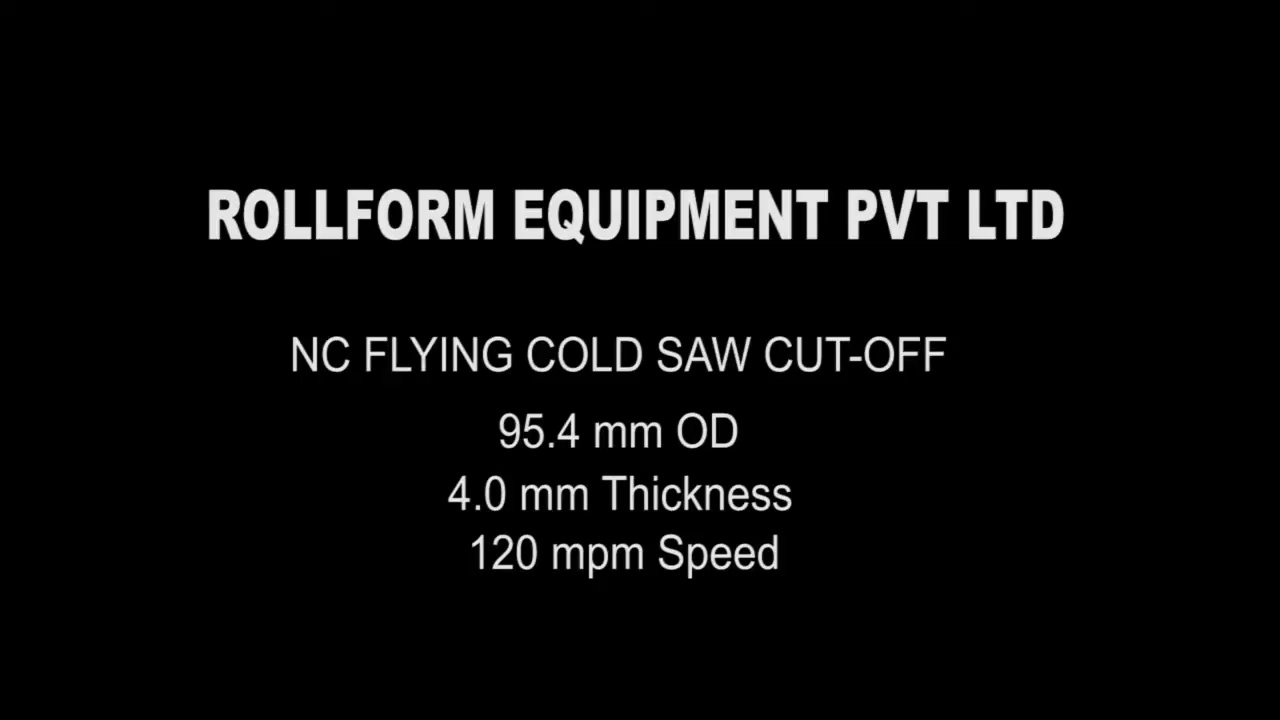 ROLLFORM EQUIPMENT PVT LTD
NC FLYING COLD SAW CUT-OFF
95.4 mm OD
4.0 mm Thickness
120 mpm Speed